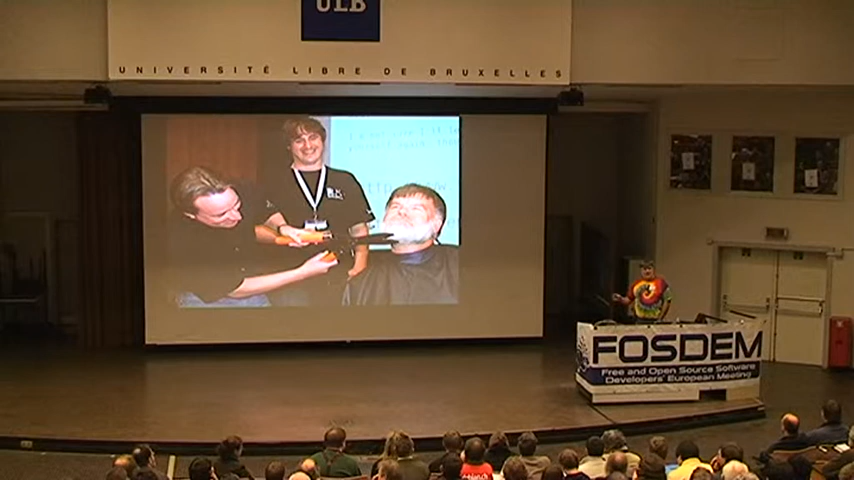 ULB
UNIVERSITÉ LIBRE DE BRUXELLES
FOSDEM
Free and Open Source Software
Developers' European Meeting